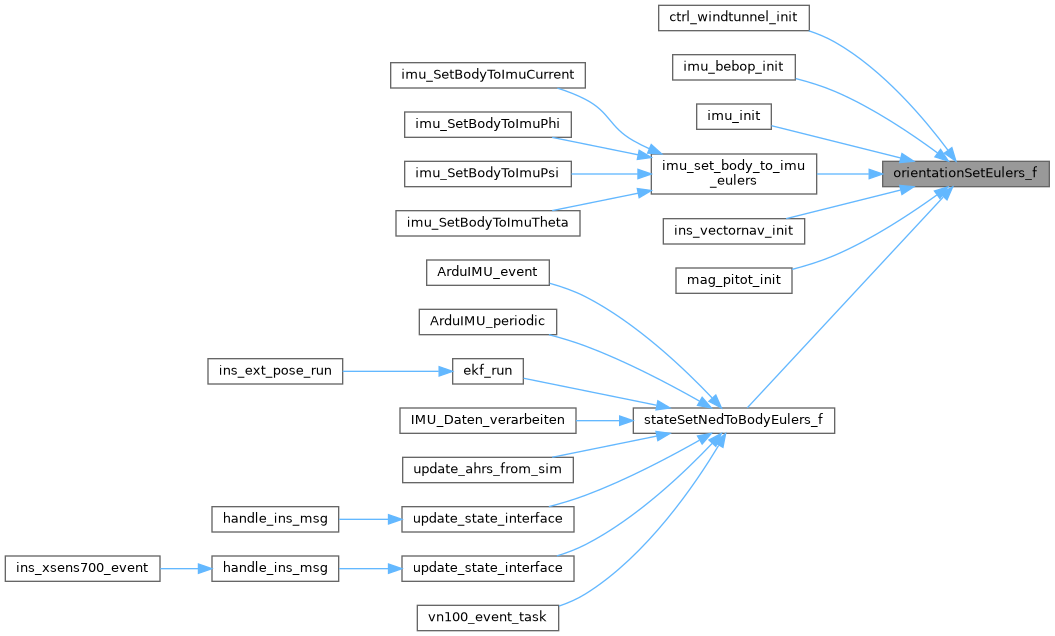 ctrl_windtunnel_init
imu_bebop_init
imu_SetBodyToImuCurrent
imu_init
imu_SetBodyToImuPhi
imu_set_body_to_imu
_eulers
orientationSetEulers_f
imu_SetBodyToImuPsi
imu_SetBodyToImuTheta
ins_vectornav_init
mag_pitot_init
ArduIMU_event
ArduIMU_periodic
ins_ext_pose_run
ekf_run
IMU_Daten_verarbeiten
stateSetNedToBodyEulers_f
update_ahrs_from_sim
handle_ins_msg
update_state_interface
ins_xsens700_event
handle_ins_msg
update_state_interface
vn100_event_task